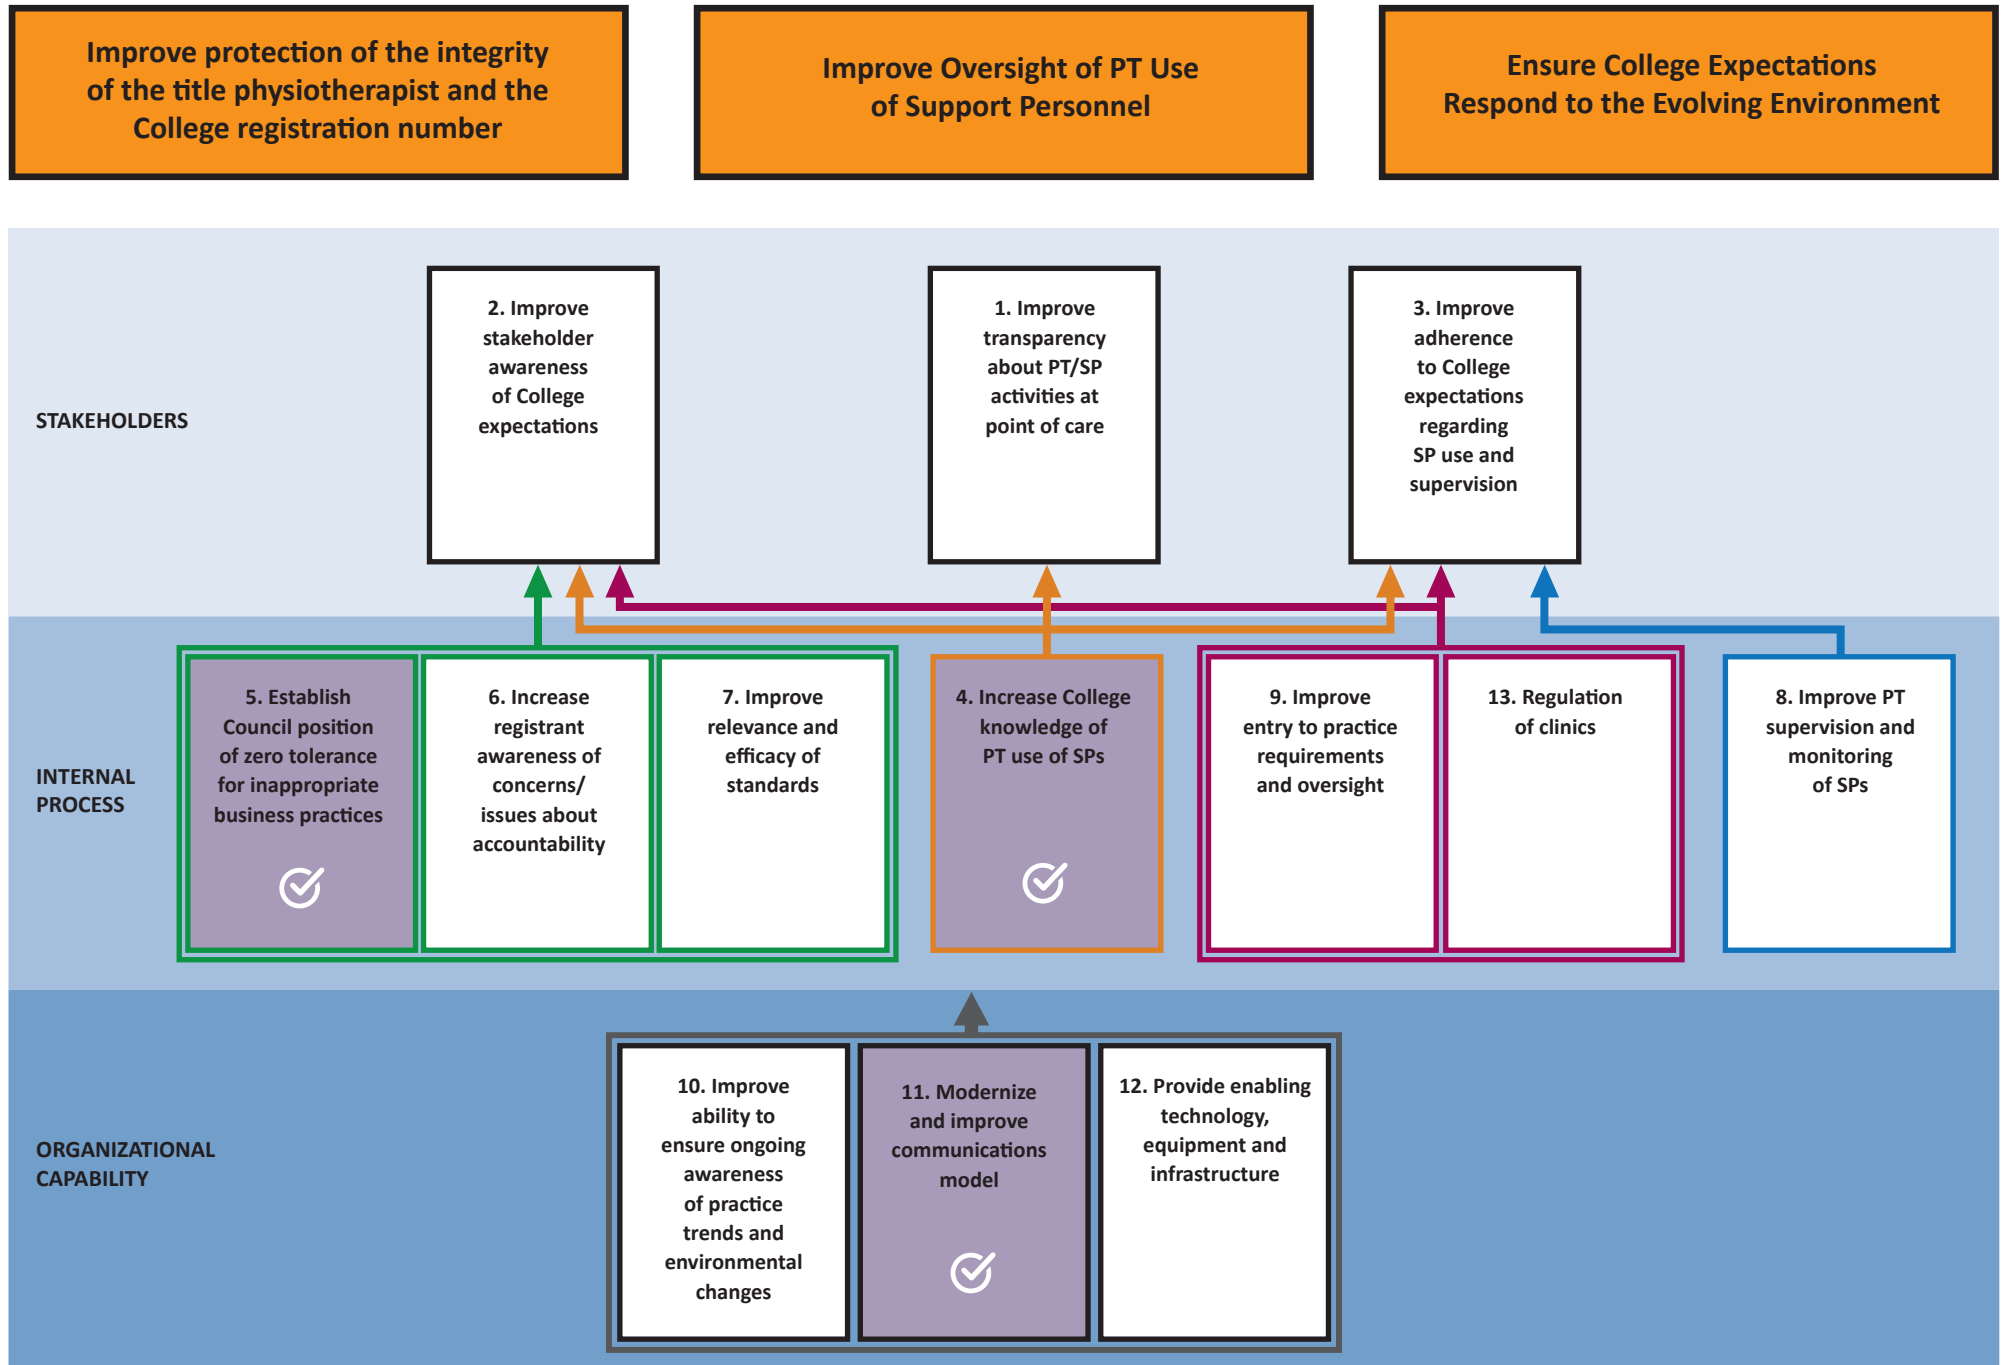 Improve protection of the integrity
of the title physiotherapist and the
College registration number
Improve Oversight of PT Use
of Support Personnel
Ensure College Expectations
Respond to the Evolving Environment
STAKEHOLDERS
2. Improve
stakeholder
awareness
of College
expectations
1. Improve
transparency
about PT/SP
activities at
point of care
3. Improve
adherence
to College
expectations
regarding
SP use and
supervision
INTERNAL
PROCESS
5. Establish
Council position
of zero tolerance
for inappropriate
business practices
6. Increase
registrant
awareness of
concerns/
issues about
accountability
7. Improve
relevance and
efficacy of
standards
4. Increase College
knowledge of
PT use of SPs
9. Improve
entry to practice
requirements
and oversight
13. Regulation
of clinics
8. Improve PT
supervision and
monitoring
of SPs
ORGANIZATIONAL
CAPABILITY
10. Improve
ability to
ensure ongoing
awareness
of practice
trends and
environmental
changes
11. Modernize
and improve
communications
model
12. Provide enabling
technology,
equipment and
infrastructure